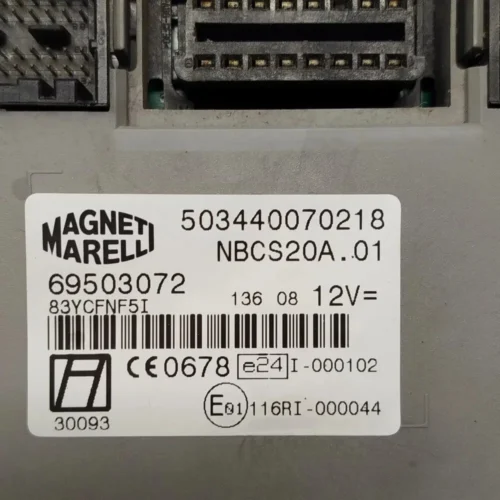 MAGNETI
MARELLI
503440070218
NBCS20A.01
69503072
83YCFNF5I
136 08 12V=
CE0678 e24 I-000102
E01 116RI-000044
30093